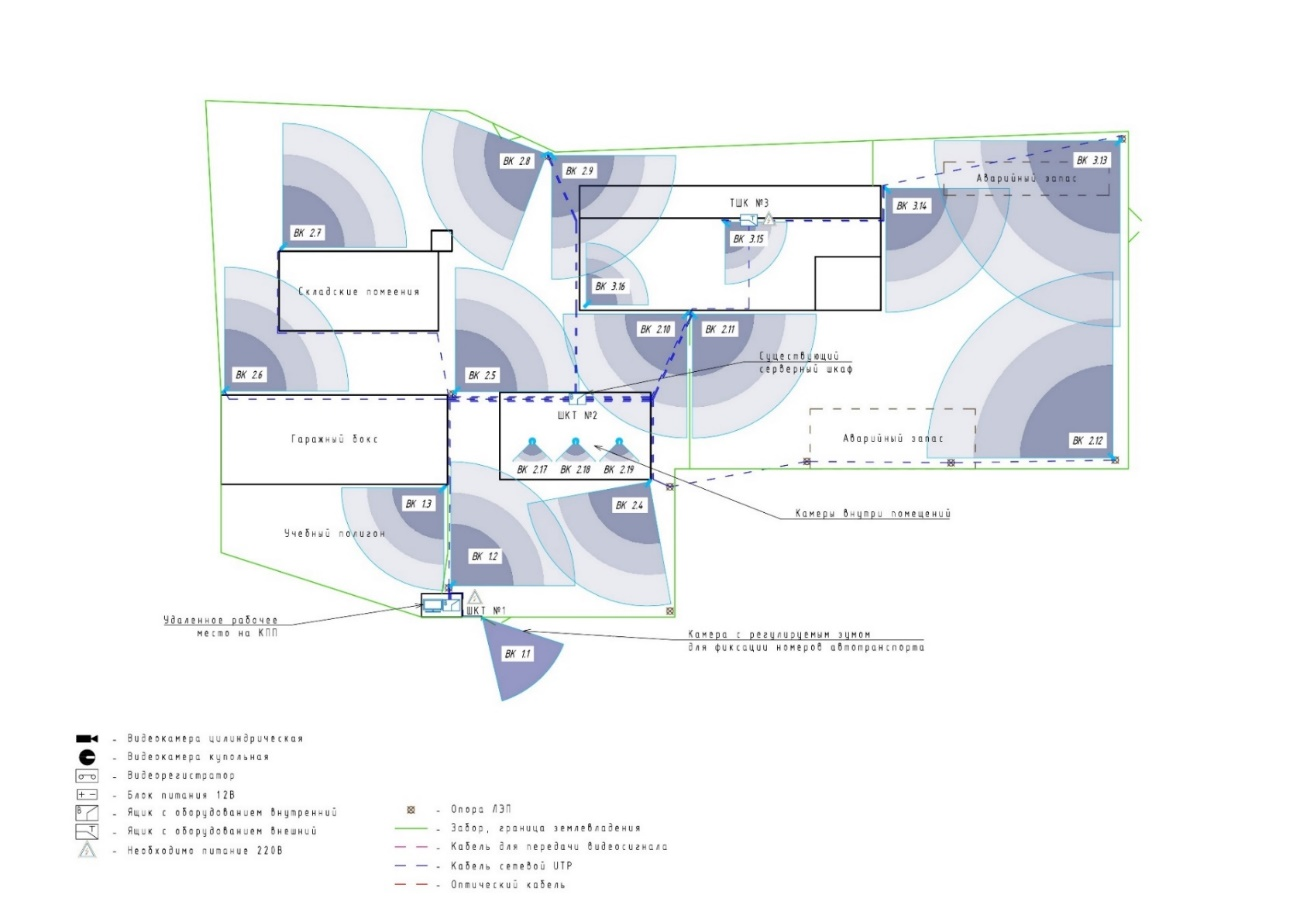 ВК 2.8
ВК 2.9
ВК 3.13
Аварийный запас
ТШК №3
ВК 3.14
ВК 2.7
ВК 3.15
Складские помеения
ВК 3.16
ВК 2.10
ВК 2.11
Существующий
серверный шкаф
ВК 2.6
ВК 2.5
ШКТ №2
Гаражный бокс
Аварийный запас
ВК 2.12
ВК 2.17
ВК 2.18
ВК 2.19
ВК 1.3
ВК 2.4
Камеры внутри помещений
Учебный полигон
ВК 1.2
ШКТ №1
Удаленное рабочее
место на КПП
Камера с регулируемым зумом
для фиксации номеров автотранспорта
ВК 1.1
- Видеокамера цилиндрическая
- Видеокамера купольная
- Видеорегистратор
- Блок питания 12В
В - Ящик с оборудованием внутренний
Т - Ящик с оборудованием внешний
- Необходимо питание 220В
- Опора ЛЭП
- Забор, граница землевладения
- Кабель для передачи видеосигнала
- Кабель сетевой UTP
- Оптический кабель